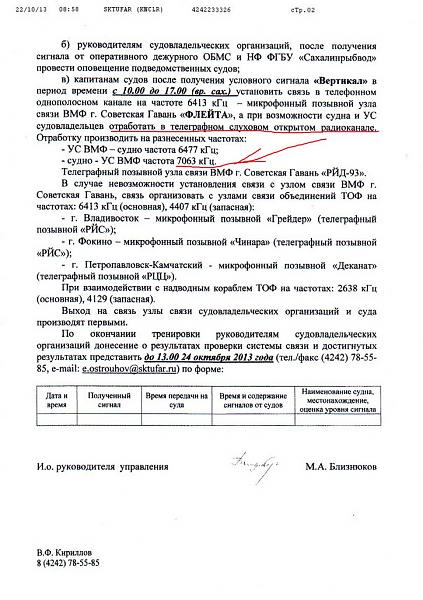 22/10/13 08:58 SKTUFAR (KWC1R) 4242233326 стр.02
б) руководителям судовладельческих организаций, после получения
сигнала от оперативного дежурного ОБМС и НФ ФГБУ «Сахалинрыбвод»
провести оповещение подведомственных судов;
в) капитанам судов после получения условного сигнала «Вертикал» в
период времени с 10.00 до 17.00 (вр. сах.) установить связь в телефонном
однополосном канале на частоте 6413 кГц – микрофонный позывной узла
связи ВМФ г. Советская Гавань «ФЛЕЙТА», а при возможности судна и УС
судовладельцев отработать в телеграфном слуховом открытом радиоканале.
Отработку производить на разнесенных частотах:
- УС ВМФ – судно частота 6477 кГц;
- судно - УС ВМФ частота 7063 кГц.
Телеграфный позывной узла связи ВМФ г. Советская Гавань «РЙД-93».
В случае невозможности установления связи с узлом связи ВМФ г.
Советская Гавань, связь организовать с узлами связи объединений ТОФ на
частотах: 6413 кГц (основная), 4407 кГц (запасная):
- г. Владивосток – микрофонный позывной «Грейдер» (телеграфный
позывной «РЙС»);
- г. Фокино – микрофонный позывной «Чинара» (телеграфный позывной
«РЙС»);
- г. Петропавловск-Камчатский - микрофонный позывной «Деканат»
(телеграфный позывной «РЦЦ»).
При взаимодействии с надводным кораблем ТОФ на частотах: 2638 кГц
(основная), 4129 (запасная).
Выход на связь узлы связи судовладельческих организаций и суда
производят первыми.
По окончании тренировки руководителям судовладельческих
организаций донесение о результатах проверки системы связи и достигнутых
результатах представить до 13.00 24 октября 2013 года (тел./факс (4242) 78-55-
85, e-mail: e.ostrouhov@sktufar.ru) по форме:
Дата и время Полученный сигнал Время передачи на суда Время и содержание сигналов от судов Наименование судна, местонахождение, оценка уровня сигнала
И.о. руководителя управления М.А. Близнюков
В.Ф. Кириллов
8 (4242) 78-55-85